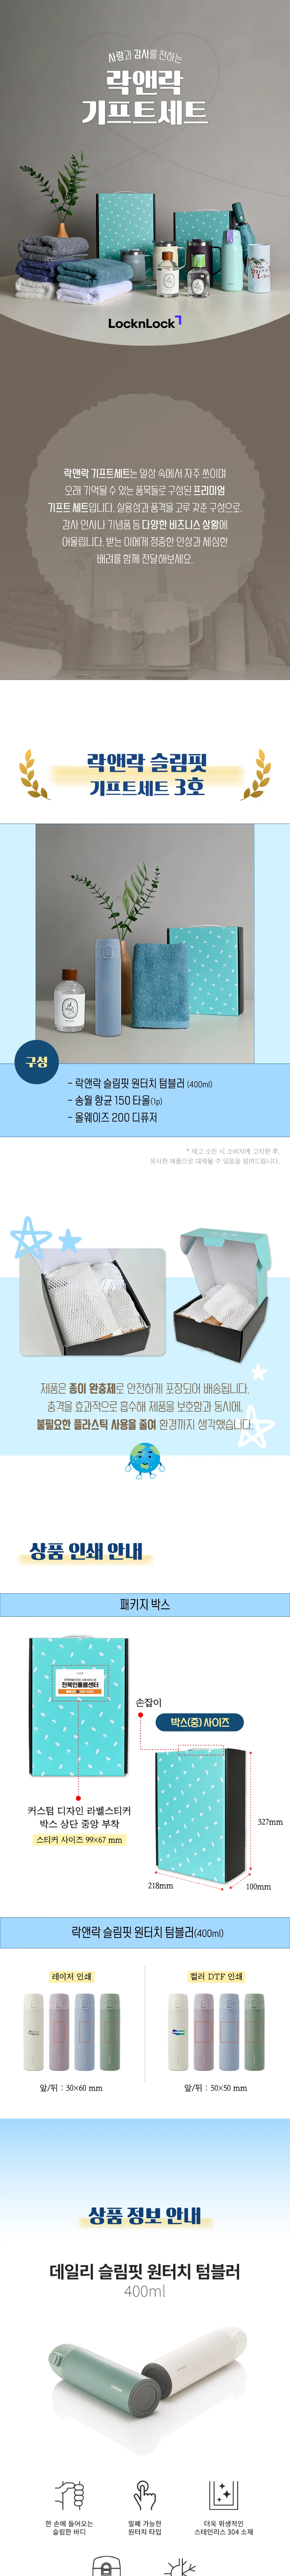 사랑과 감사를 전하는
락앤락
기프트세트
LocknLock
락앤락 기프트세트는 일상 속에서 자주 쓰이며
오래 기억될 수 있는 품목들로 구성된 프리미엄
기프트 세트입니다. 실용성과 품격을 고루 갖춘 구성으로,
감사 인사나 기념품 등 다양한 비즈니스 상황에
어울립니다. 받는 이에게 정중한 인상과 세심한
배려를 함께 전달해보세요.
락앤락 슬림핏
기프트세트 3호
구성
- 락앤락 슬림핏 원터치 텀블러 (400ml)
- 송월 향균 150 타올(1p)
- 올웨이즈 200 디퓨저
* 재고 소진 시 소비자께 고지한 후,
유사한 제품으로 대체될 수 있음을 알려드립니다.
제품은 종이 완충제로 안전하게 포장되어 배송됩니다.
충격을 효과적으로 흡수해 제품을 보호함과 동시에,
불필요한 플라스틱 사용을 줄여 환경까지 생각했습니다.
상품 인쇄 안내
패키지 박스
손잡이
박스(중) 사이즈
커스텀 디자인 라벨스티커
박스 상단 중앙 부착
스티커 사이즈 99×67 mm
327mm
218mm
100mm
락앤락 슬림핏 원터치 텀블러(400ml)
레이저 인쇄
컬러 DTF 인쇄
앞/뒤 : 30×60 mm
앞/뒤 : 50×50 mm
상품 정보 안내
데일리 슬림핏 원터치 텀블러
400ml
한 손에 들어오는
슬림한 바디
밀폐 가능한
원터치 타입
더욱 위생적인
스테인리스 304 소재